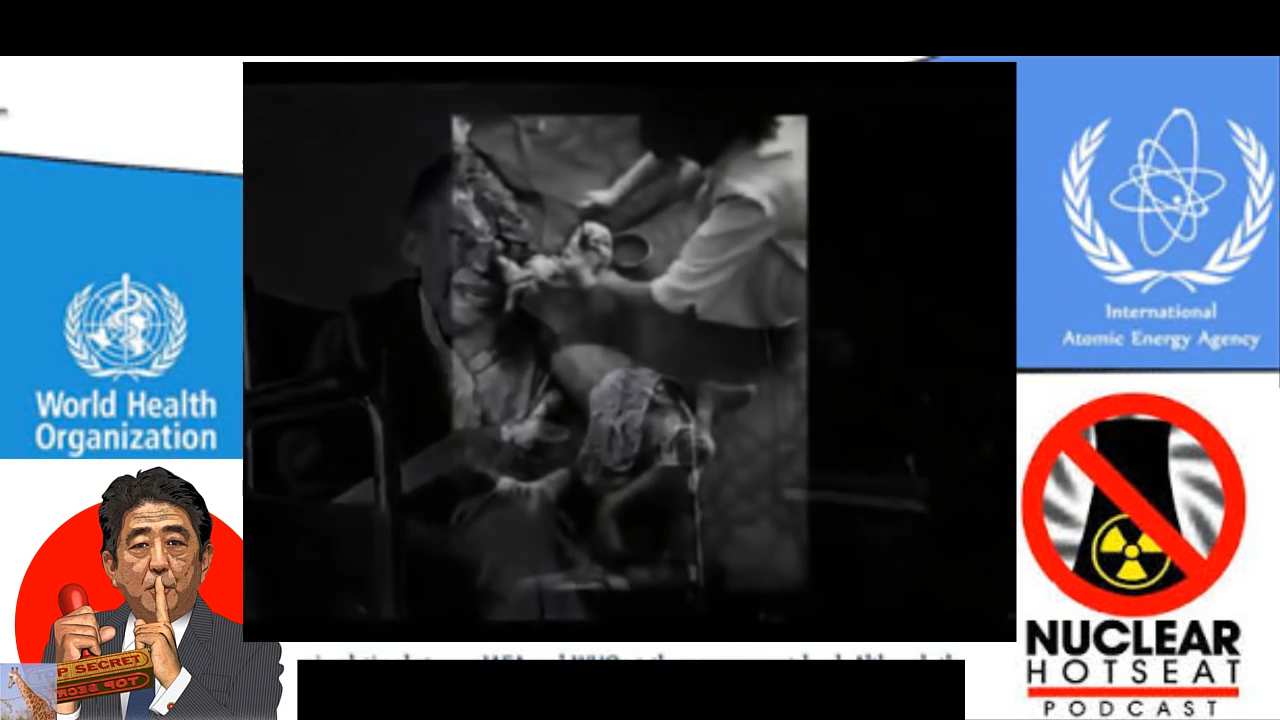 World Health
Organization
International
Atomic Energy Agency
TOP SECRET
NUCLEAR
HOTSEAT
PODCAST